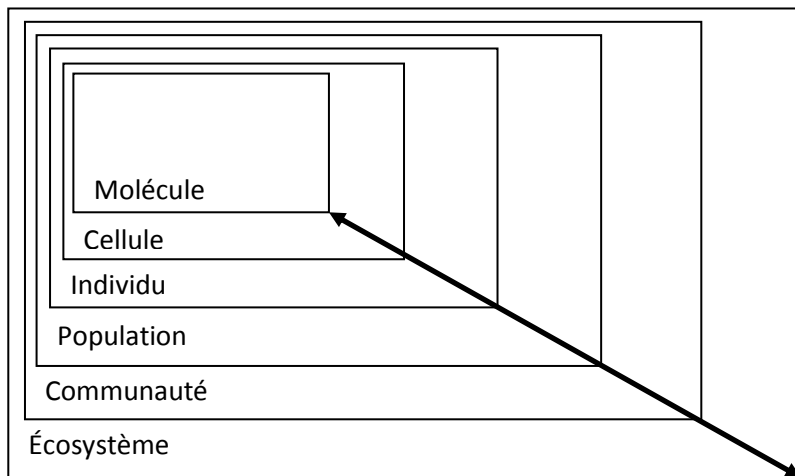 Molécule
Cellule
Individu
Population
Communauté
Écosystème